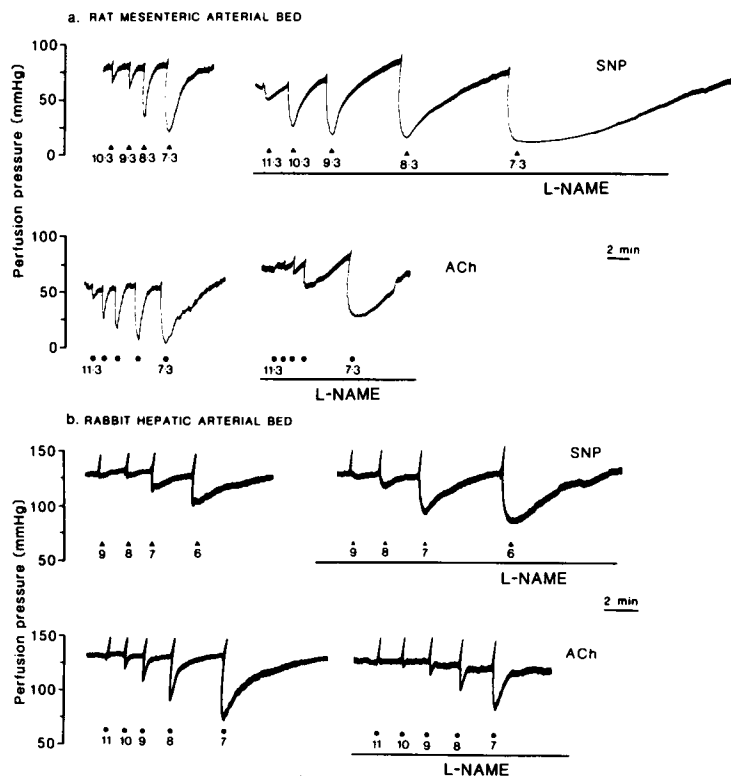 a. RAT MESENTERIC ARTERIAL BED
Perfusion pressure (mmHg)
100
50
0
SNP
10·3 9·3 8·3 7·3
11·3 10·3 9·3 8·3 7·3
L-NAME
100
50
0
ACh
2 min
11·3 7·3
11·3 7·3
L-NAME
b. RABBIT HEPATIC ARTERIAL BED
Perfusion pressure (mmHg)
150
100
50
SNP
9 8 7 6
9 8 7 6
L-NAME
2 min
150
100
50
ACh
11 10 9 8 7
11 10 9 8 7
L-NAME